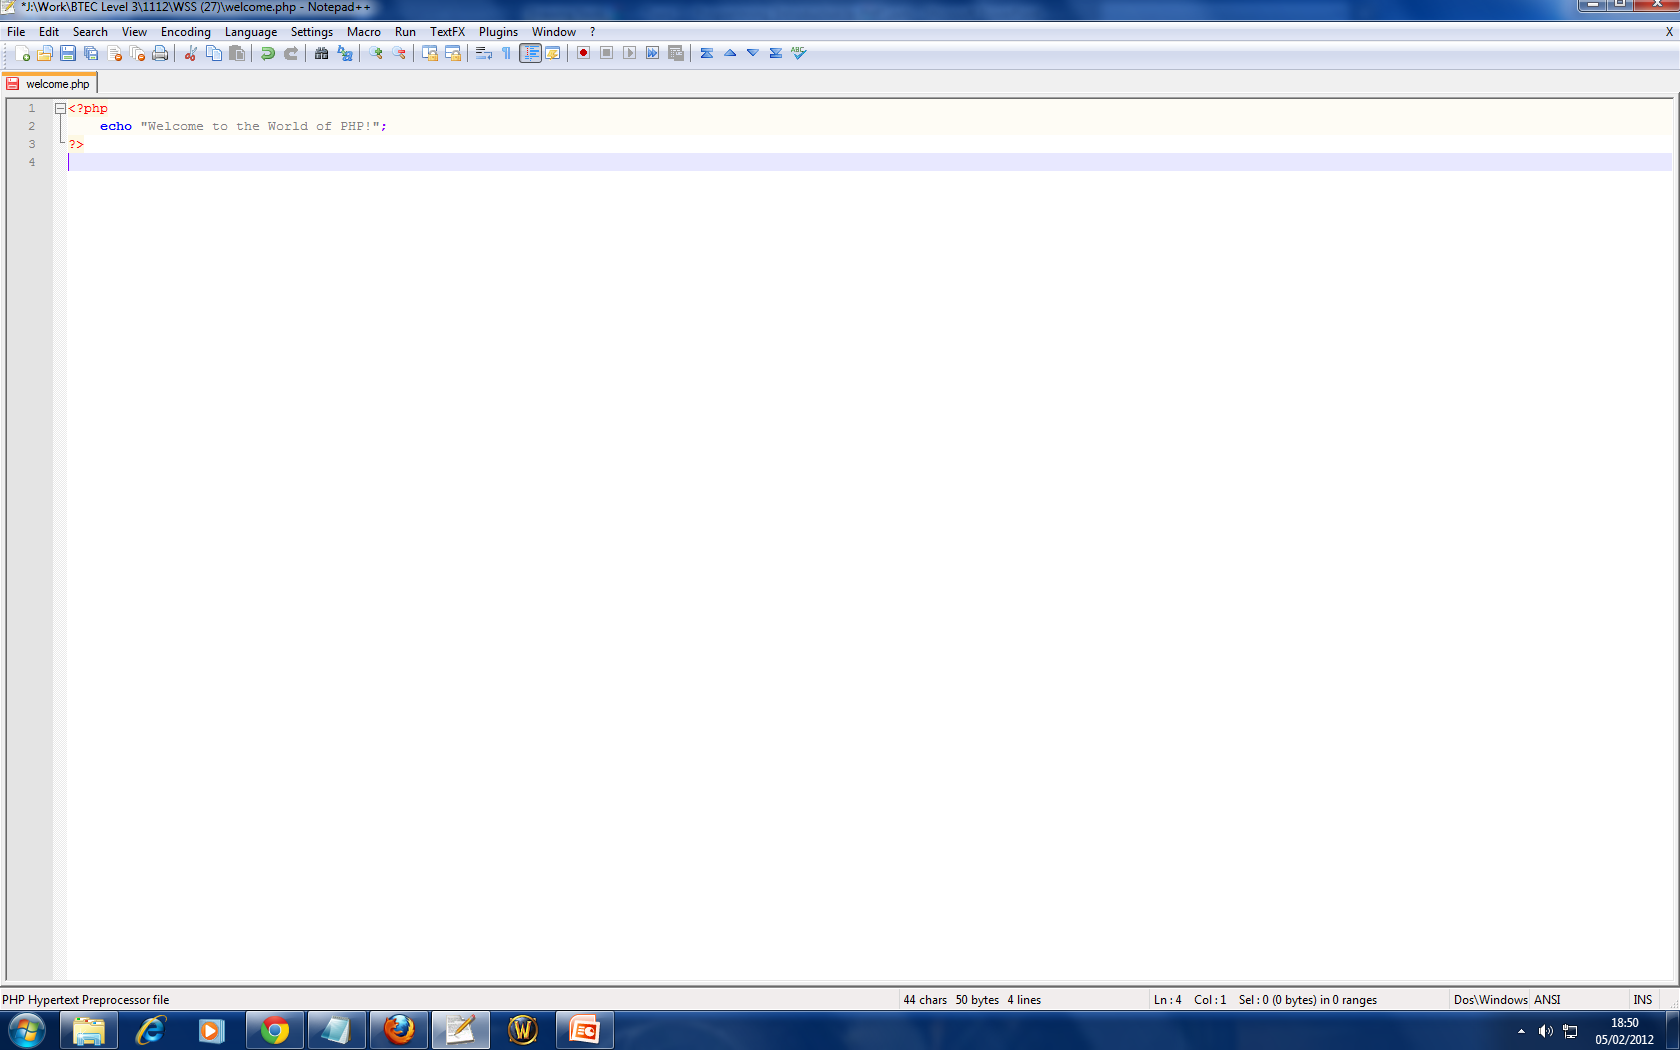 *J:\Work\BTEC Level 3\1112\WSS (27)\welcome.php - Notepad++
File Edit Search View Encoding Language Settings Macro Run TextFX Plugins Window ? X
welcome.php
1 <?php
2 echo "Welcome to the World of PHP!";
3 ?>
4
PHP Hypertext Preprocessor file 44 chars 50 bytes 4 lines Ln : 4 Col : 1 Sel : 0 (0 bytes) in 0 ranges Dos\Windows ANSI INS
18:50
05/02/2012